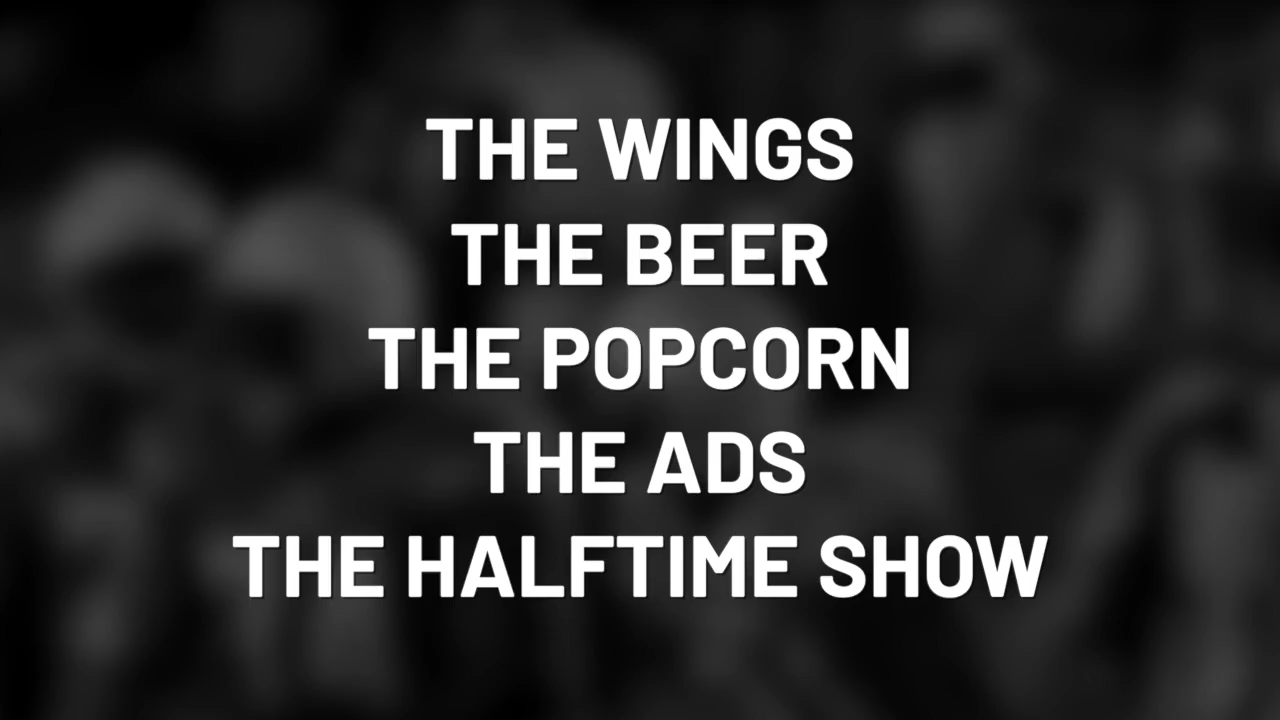 THE WINGS
THE BEER
THE POPCORN
THE ADS
THE HALFTIME SHOW